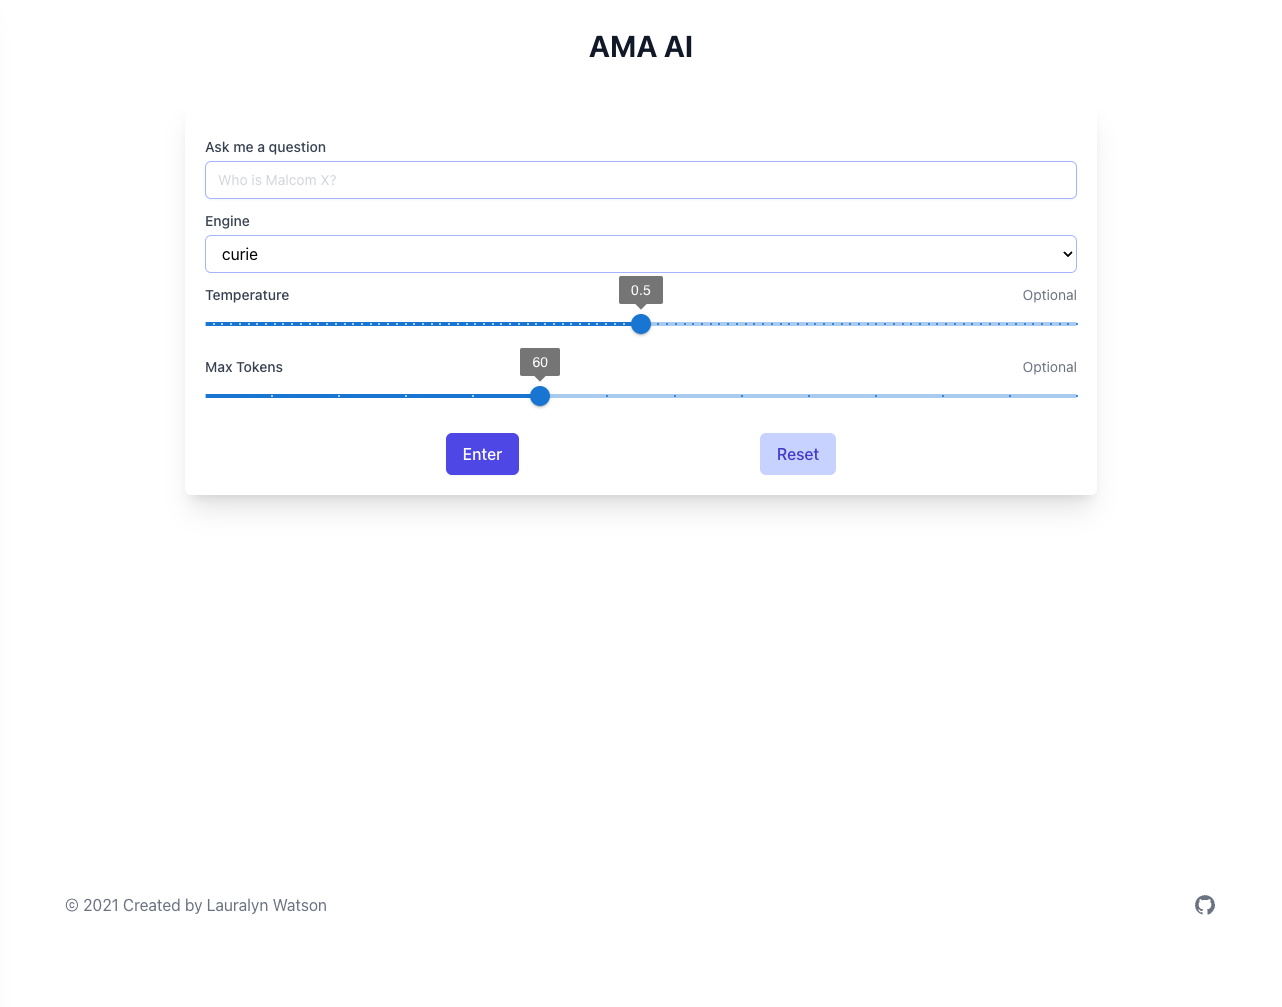 AMA AI
Ask me a question
Who is Malcom X?
Engine
curie
Temperature
0.5
Optional
Max Tokens
60
Optional
Enter
Reset
© 2021 Created by Lauralyn Watson